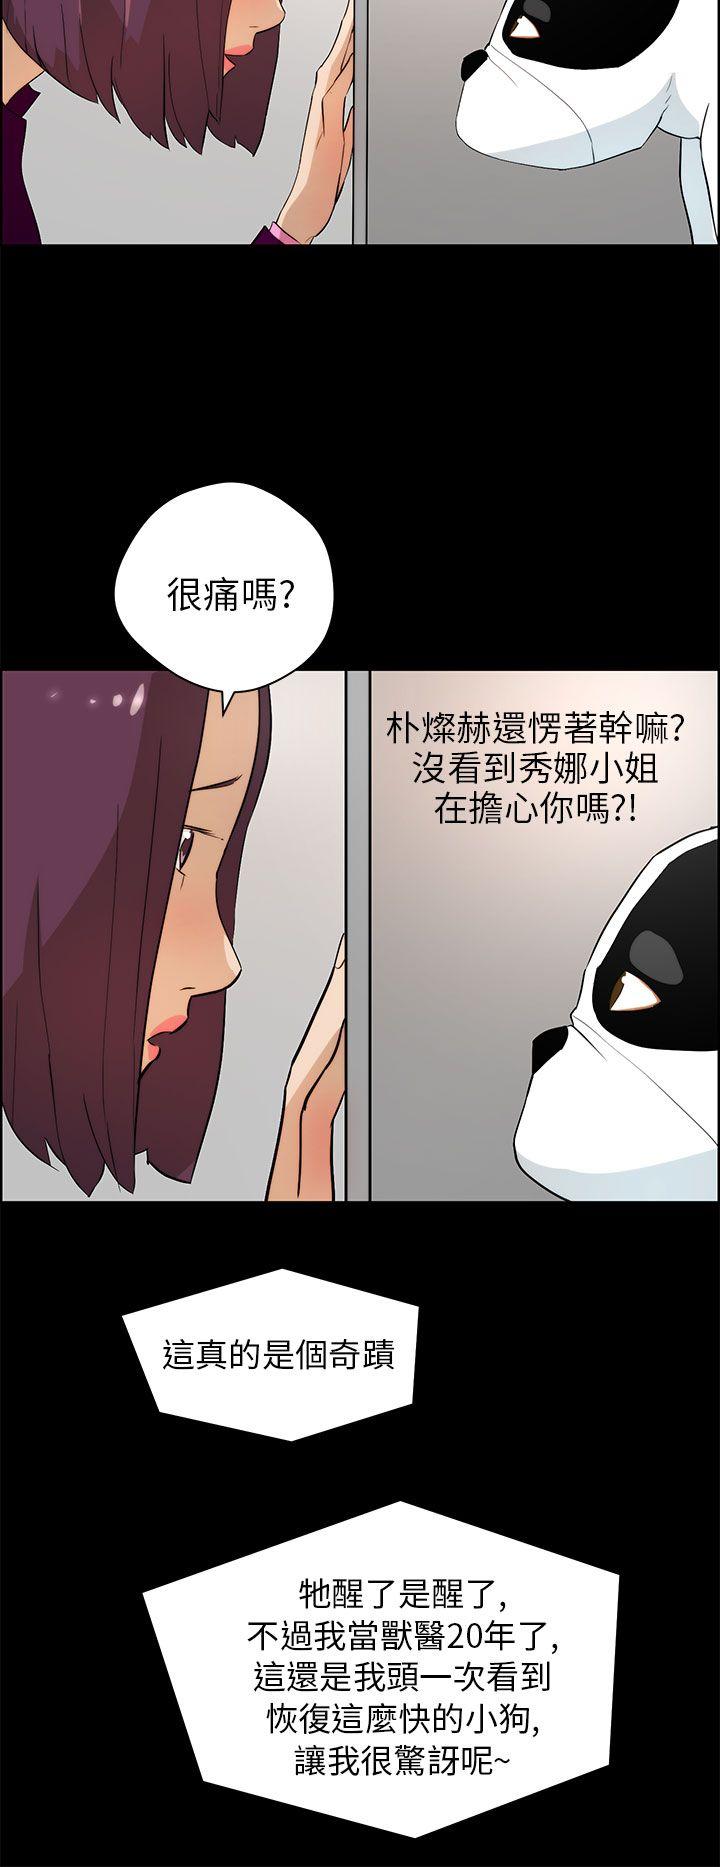 很痛嗎?
朴燦赫還愣著幹嘛?
沒看到秀娜小姐
在擔心你嗎?!
這真的是個奇蹟
牠醒了是醒了,
不過我當獸醫20年了,
這還是我頭一次看到
恢復這麼快的小狗,
讓我很驚訝呢~